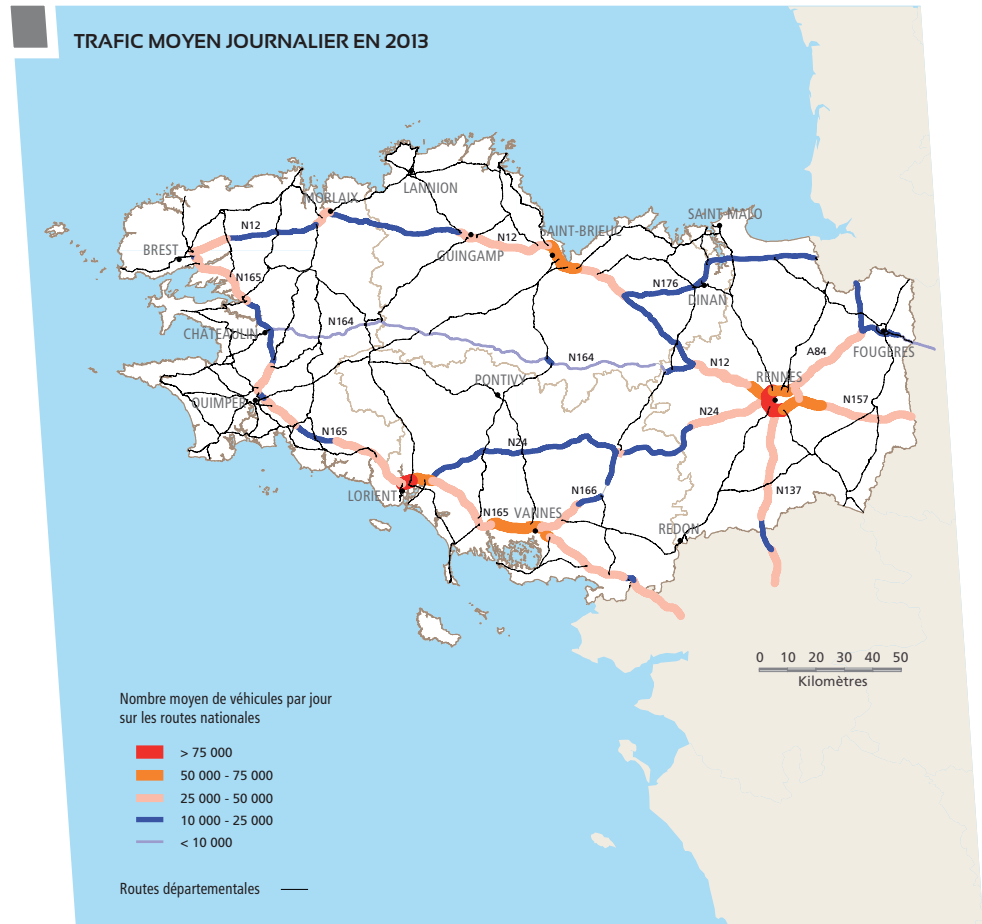 TRAFIC MOYEN JOURNALIER EN 2013
LANNION
MORLAIX
SAINT-MALO
N12
SAINT-BRIEUC
N12
BREST
GUINGAMP
N165
N176
DINAN
N164
CHÂTEAULIN
FOUGÈRES
A84
N164
N12
RENNES
PONTIVY
QUIMPER
N157
N24
N165
N24
LORIENT
N166
N137
N165
VANNES
REDON
0 10 20 30 40 50
Kilomètres
Nombre moyen de véhicules par jour
sur les routes nationales
> 75 000
50 000 - 75 000
25 000 - 50 000
10 000 - 25 000
< 10 000
Routes départementales